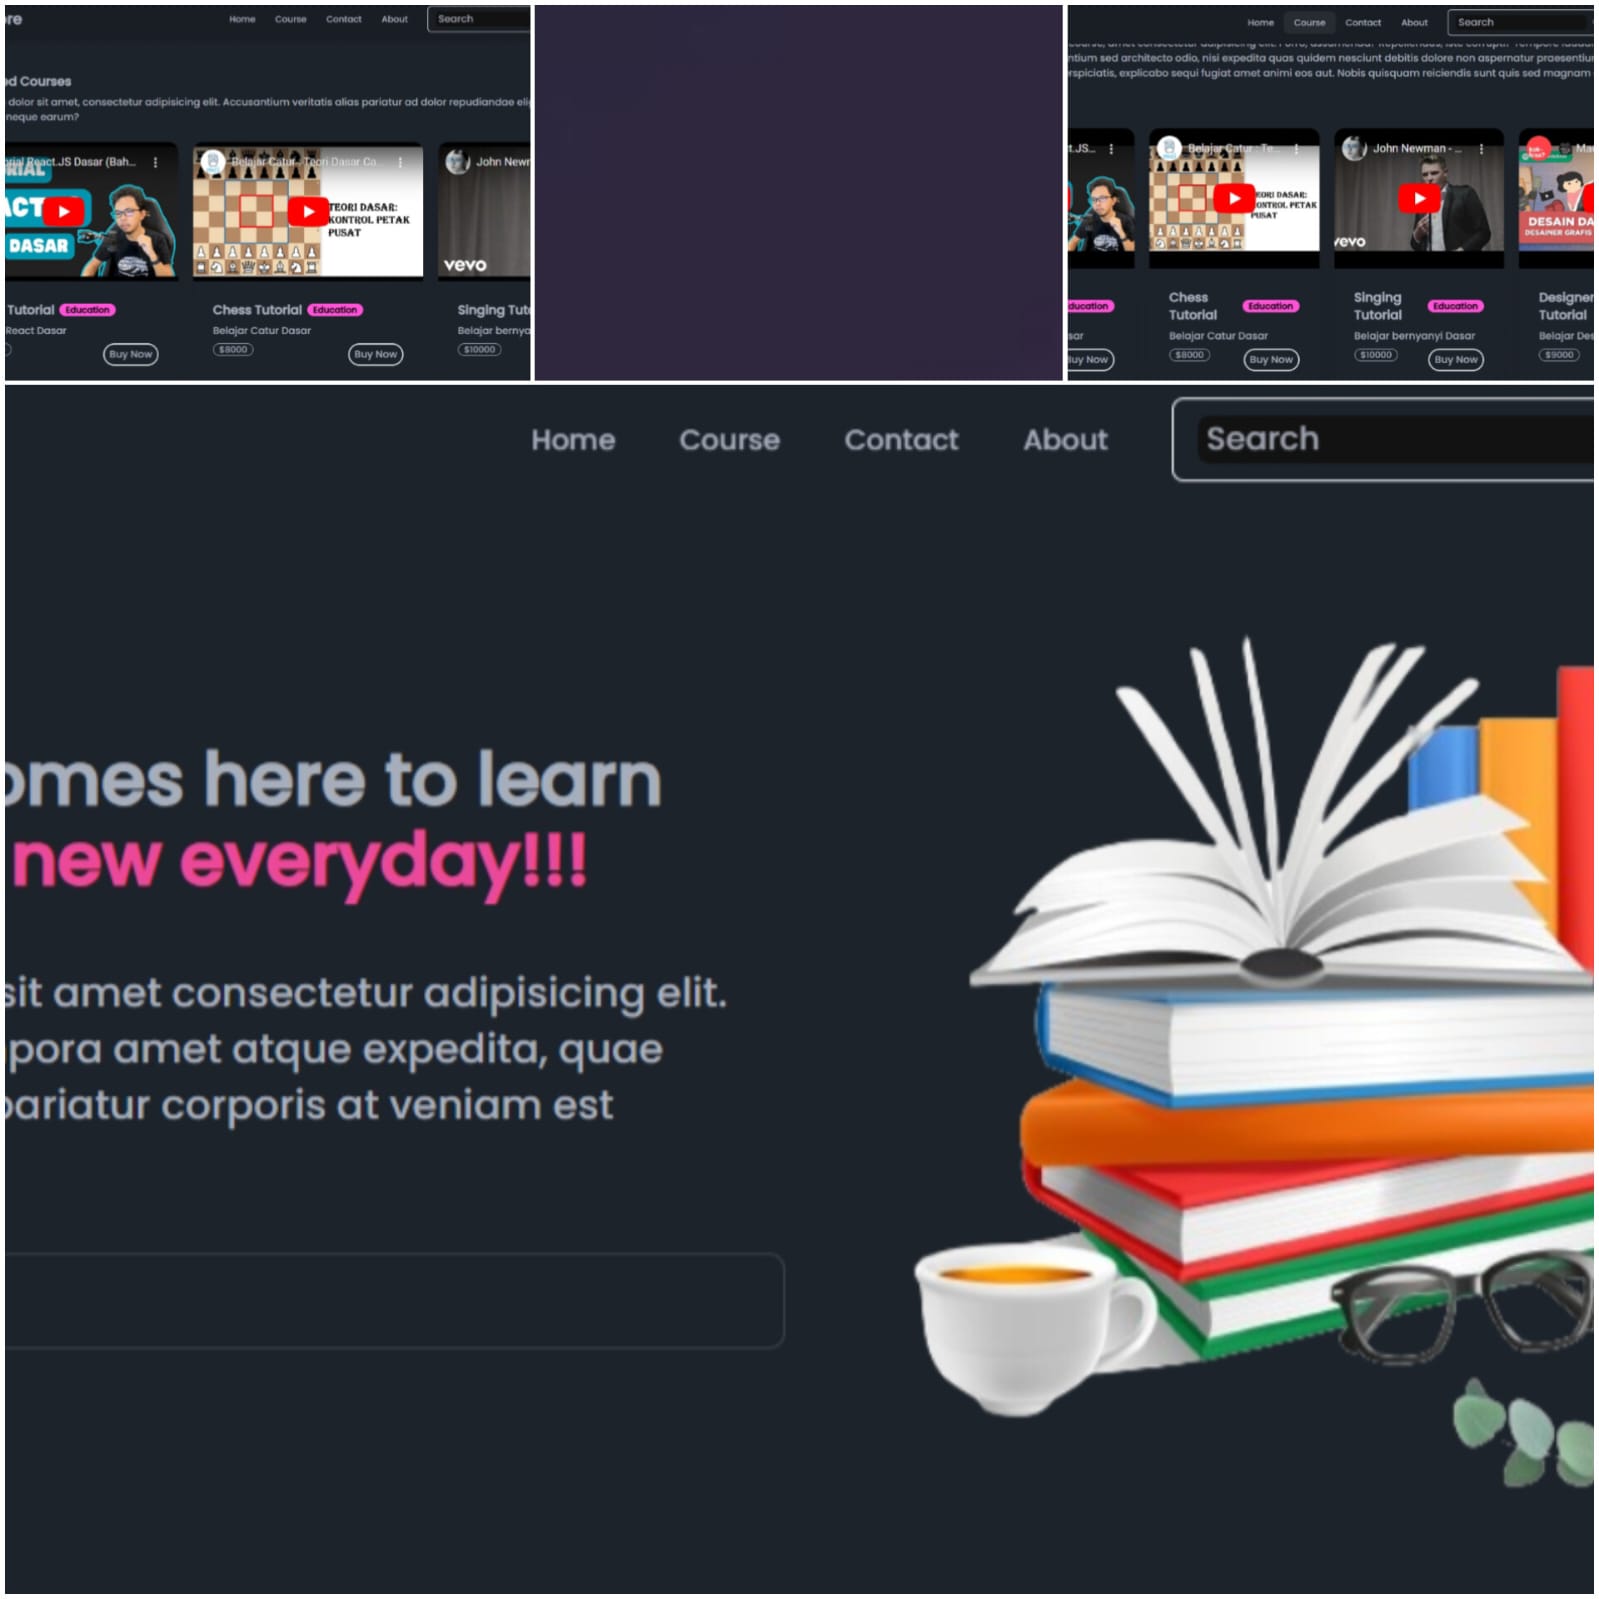 Home Course Contact About Search
ed Courses
dolor sit amet, consectetur adipisicing elit. Accusantium veritatis alias pariatur ad dolor repudiandae eli
neque earum?
orial React.JS Dasar (Bah...
RIAL
ACT
DASAR
Belajar Catur : Teori Dasar Ca...
TEORI DASAR:
KONTROL PETAK
PUSAT
John Newr
vevo
Tutorial Education
React Dasar
Buy Now
Chess Tutorial Education
Belajar Catur Dasar
$8000
Buy Now
Singing Tut
Belajar bernya
$10000
Home Course Contact About Search
ntium sed architecto odio, nisi expedita quas quidem nesciunt debitis dolore non aspernatur praesentiu
rspiciatis, explicabo sequi fugiat amet animi eos aut. Nobis quisquam reiciendis sunt quis sed magnam
t.JS...
Belajar Catur : Te...
TEORI DASAR:
KONTROL PETAK
PUSAT
John Newman - ...
vevo
DESAIN DA
DESAINER GRAFIS
ducation
sar
Buy Now
Chess
Tutorial Education
Belajar Catur Dasar
$8000
Buy Now
Singing
Tutorial Education
Belajar bernyanyi Dasar
$10000
Buy Now
Designer
Tutorial
Belajar Des
$9000
Home Course Contact About Search
omes here to learn
new everyday!!!
sit amet consectetur adipisicing elit.
pora amet atque expedita, quae
pariatur corporis at veniam est